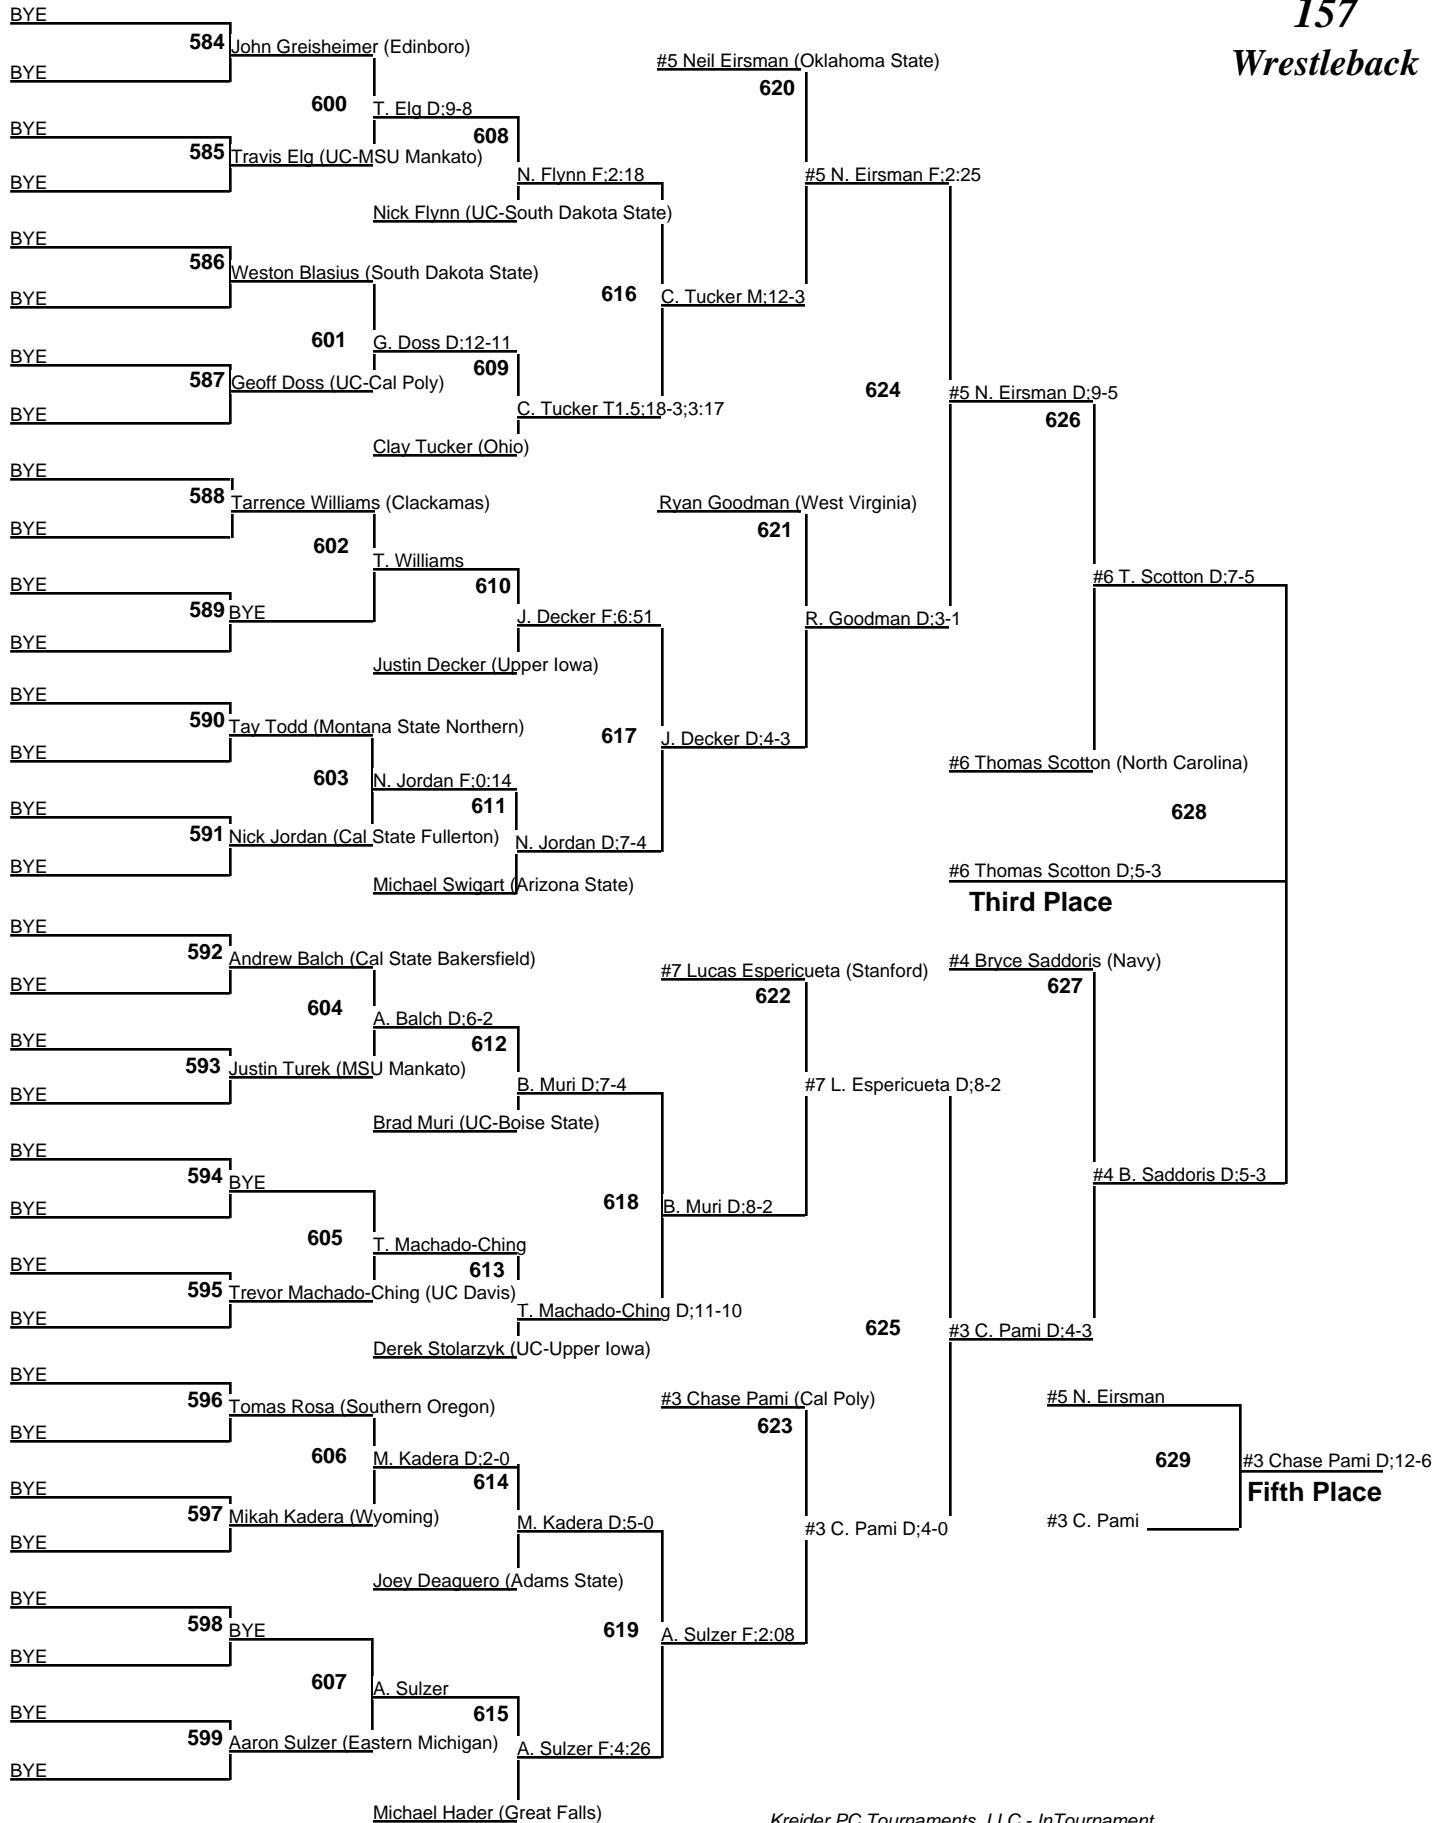 157
Wrestleback
BYE
584
John Greisheimer (Edinboro)
BYE
600
T. Elg D;9-8
BYE
585
Travis Elg (UC-MSU Mankato)
BYE
608
N. Flynn F;2:18
Nick Flynn (UC-South Dakota State)
BYE
586
Weston Blasius (South Dakota State)
BYE
601
G. Doss D;12-11
BYE
587
Geoff Doss (UC-Cal Poly)
BYE
609
C. Tucker T1.5;18-3;3:17
Clay Tucker (Ohio)
616
C. Tucker M;12-3
#5 Neil Eirsman (Oklahoma State)
620
#5 N. Eirsman F;2:25
BYE
588
Tarrence Williams (Clackamas)
BYE
602
T. Williams
BYE
589
BYE
BYE
610
J. Decker F;6:51
Justin Decker (Upper Iowa)
BYE
590
Tay Todd (Montana State Northern)
BYE
603
N. Jordan F;0:14
BYE
591
Nick Jordan (Cal State Fullerton)
BYE
611
N. Jordan D;7-4
Michael Swigart (Arizona State)
617
J. Decker D;4-3
Ryan Goodman (West Virginia)
621
R. Goodman D;3-1
624
#5 N. Eirsman D;9-5
626
#6 T. Scotton D;7-5
#6 Thomas Scotton (North Carolina)
628
#6 Thomas Scotton D;5-3
Third Place
BYE
592
Andrew Balch (Cal State Bakersfield)
BYE
604
A. Balch D;6-2
BYE
593
Justin Turek (MSU Mankato)
BYE
612
B. Muri D;7-4
Brad Muri (UC-Boise State)
BYE
594
BYE
BYE
605
T. Machado-Ching
BYE
595
Trevor Machado-Ching (UC Davis)
BYE
613
T. Machado-Ching D;11-10
Derek Stolarzyk (UC-Upper Iowa)
618
B. Muri D;8-2
#7 Lucas Espericueta (Stanford)
622
#7 L. Espericueta D;8-2
#4 Bryce Saddoris (Navy)
627
#4 B. Saddoris D;5-3
625
#3 C. Pami D;4-3
BYE
596
Tomas Rosa (Southern Oregon)
BYE
606
M. Kadera D;2-0
BYE
597
Mikah Kadera (Wyoming)
BYE
614
M. Kadera D;5-0
Joey Deaguero (Adams State)
BYE
598
BYE
BYE
607
A. Sulzer
BYE
599
Aaron Sulzer (Eastern Michigan)
BYE
615
A. Sulzer F;4:26
Michael Hader (Great Falls)
619
A. Sulzer F;2:08
#3 Chase Pami (Cal Poly)
623
#3 C. Pami D;4-0
#5 N. Eirsman
629
#3 C. Pami
#3 Chase Pami D;12-6
Fifth Place
Kreider PC Tournaments, LLC - InTournament